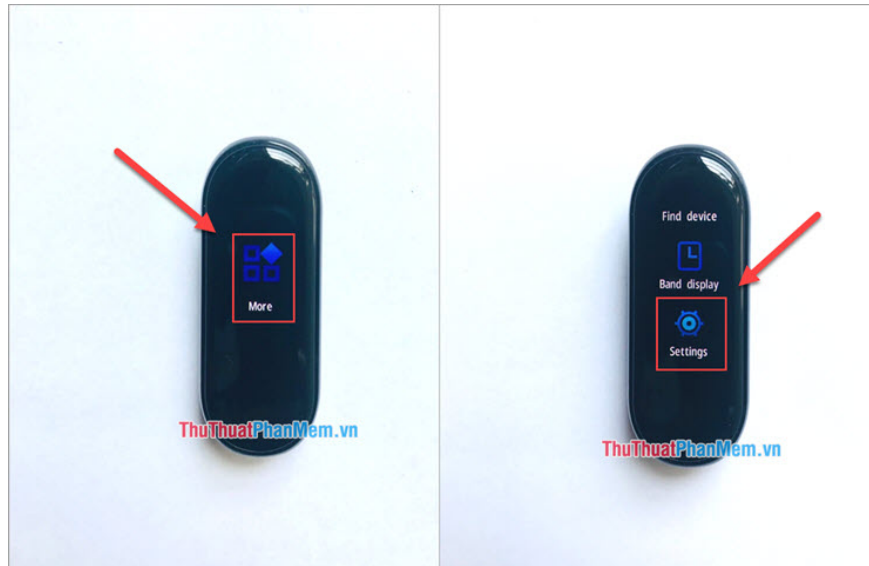 More
ThuThuatPhanMem.vn
Find device
Band display
Settings
ThuThuatPhanMem.vn